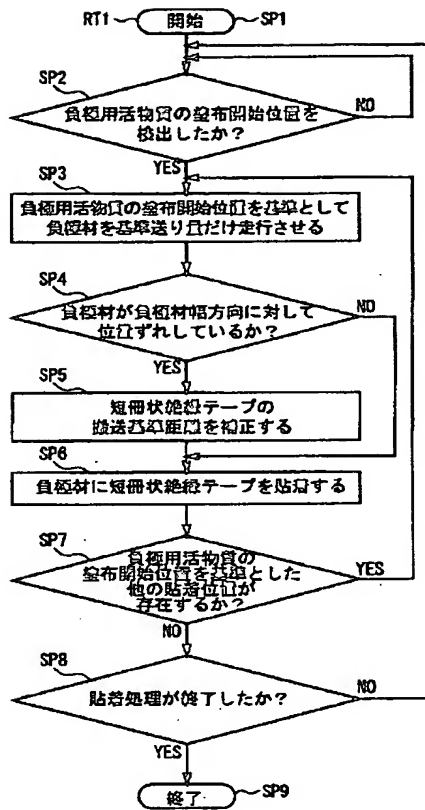 RT1
開始
SP1
SP2
負極用活物質の塗布開始位置を
検出したか?
NO
YES
SP3
負極用活物質の塗布開始位置を基準として
負極材を基準送り量だけ走行させる
SP4
負極材が負極材幅方向に対して
位置ずれしているか?
NO
YES
SP5
短冊状絶縁テープの
搬送基準距離を補正する
SP6
負極材に短冊状絶縁テープを貼着する
SP7
負極用活物質の
塗布開始位置を基準とした
他の貼着位置が
存在するか?
YES
NO
SP8
貼着処理が終了したか?
NO
YES
終了
SP9